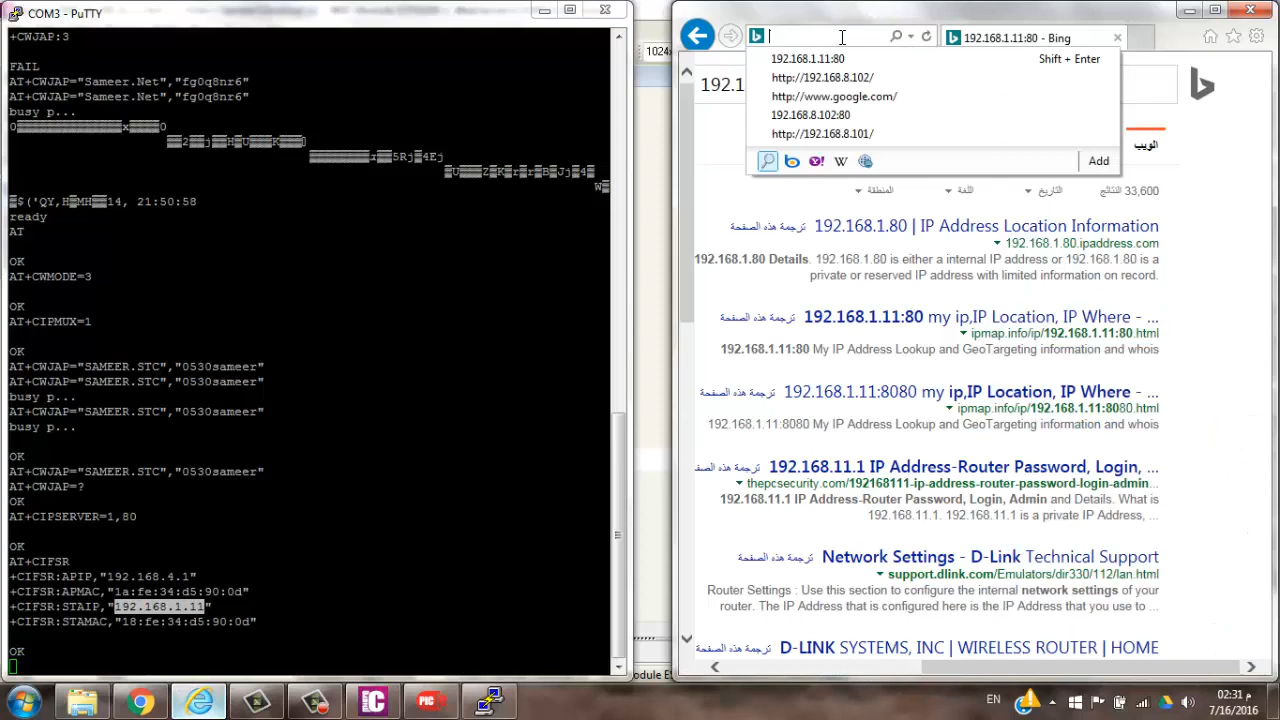 COM3 - PuTTY
+CWJAP:3
FAIL
AT+CWJAP="Sameer.Net","fg0q8nr6"
AT+CWJAP="Sameer.Net","fg0q8nr6"
busy p...
ready
AT
OK
AT+CWMODE=3
OK
AT+CIPMUX=1
OK
AT+CWJAP="SAMEER.STC","0530sameer"
AT+CWJAP="SAMEER.STC","0530sameer"
busy p...
AT+CWJAP="SAMEER.STC","0530sameer"
busy p...
OK
AT+CWJAP="SAMEER.STC","0530sameer"
AT+CWJAP=?
OK
AT+CIPSERVER=1,80
OK
AT+CIFSR
+CIFSR:APIP,"192.168.4.1"
+CIFSR:APMAC,"1a:fe:34:d5:90:0d"
+CIFSR:STAIP,"192.168.1.11"
+CIFSR:STAMAC,"18:fe:34:d5:90:0d"
OK
1024x
192.168.1.11:80 - Bing
192.1
192.168.1.11:80 Shift + Enter
http://192.168.8.102/
http://www.google.com/
192.168.8.102:80
http://192.168.8.101/
Add
الويب
33,600 النتائج التاريخ اللغة المنطقة
192.168.1.80 | IP Address Location Information ترجمة هذه الصفحة
192.168.1.80.ipaddress.com
192.168.1.80 Details. 192.168.1.80 is either a internal IP address or 192.168.1.80 is a
private or reserved IP address with limited information on record.
192.168.1.11:80 my ip,IP Location, IP Where - ... ترجمة هذه الصفحة
ipmap.info/ip/192.168.1.11:80.html
192.168.1.11:80 My IP Address Lookup and GeoTargeting information and whois
192.168.1.11:8080 my ip,IP Location, IP Where - ... ترجمة هذه الصفحة
ipmap.info/ip/192.168.1.11:8080.html
192.168.1.11:8080 My IP Address Lookup and GeoTargeting information and whois
192.168.11.1 IP Address-Router Password, Login, ... ترجمة هذه الصف
thepcsecurity.com/192168111-ip-address-router-password-login-admin...
192.168.11.1 IP Address-Router Password, Login, Admin and Details. What is
192.168.11.1. 192.168.11.1 is a private IP Address, ...
Network Settings - D-Link Technical Support ترجمة هذه الصفحة
support.dlink.com/Emulators/dir330/112/lan.html
Router Settings : Use this section to configure the internal network settings of your
router. The IP Address that is configured here is the IP Address that you use to ...
D-LINK SYSTEMS, INC | WIRELESS ROUTER | HOME ترجمة هذه الصفحة
odule E
EN
02:31 م
7/16/2016